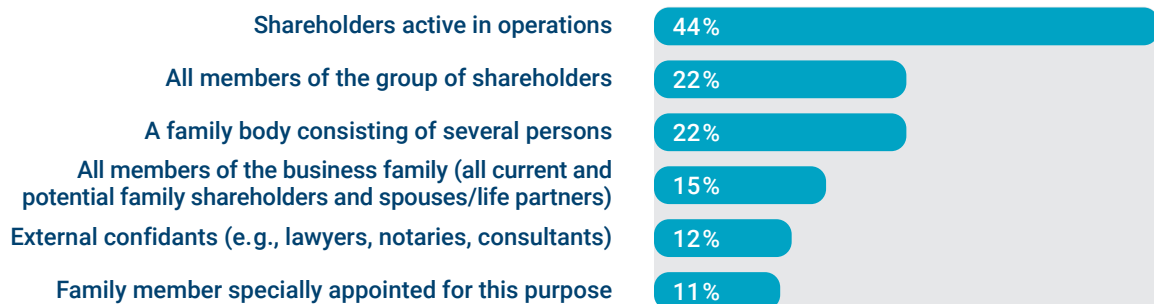 Shareholders active in operations 44%
All members of the group of shareholders 22%
A family body consisting of several persons 22%
All members of the business family (all current and
potential family shareholders and spouses/life partners) 15%
External confidants (e.g., lawyers, notaries, consultants) 12%
Family member specially appointed for this purpose 11%